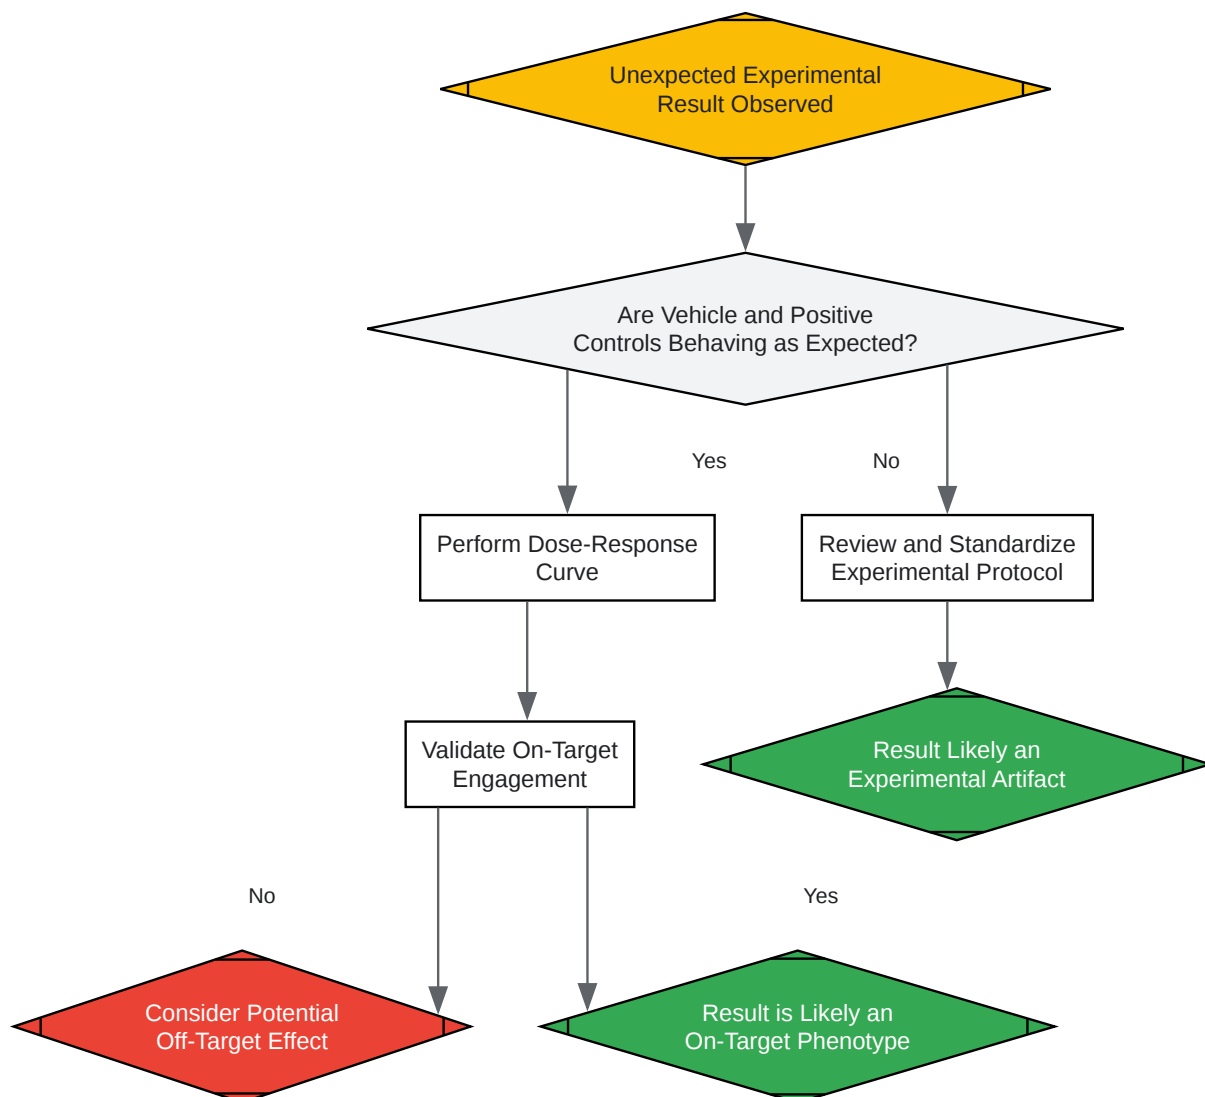 Unexpected Experimental
Result Observed
Are Vehicle and Positive
Controls Behaving as Expected?
Yes
No
Perform Dose-Response
Curve
Review and Standardize
Experimental Protocol
Validate On-Target
Engagement
Result Likely an
Experimental Artifact
No
Yes
Consider Potential
Off-Target Effect
Result is Likely an
On-Target Phenotype